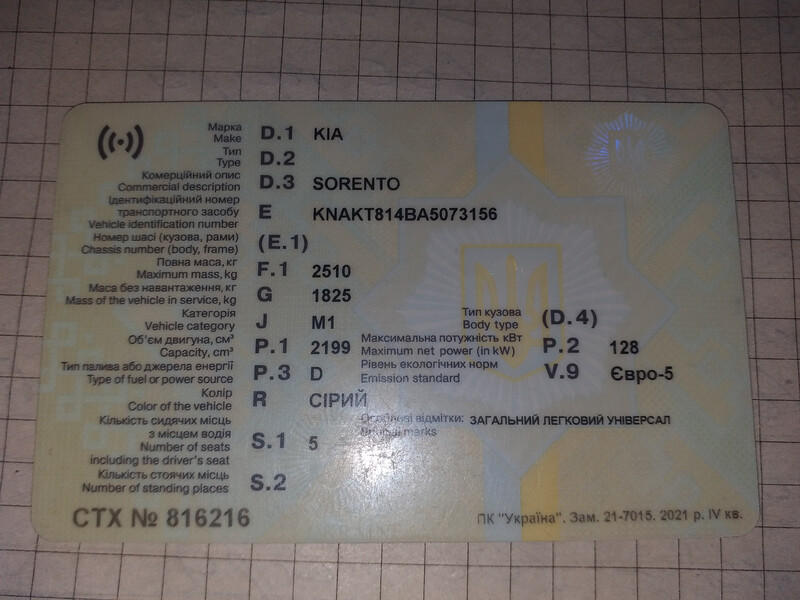 Марка
Make D.1 KIA
Тип
Type D.2
Комерційний опис
Commercial description D.3 SORENTO
Ідентифікаційний номер
транспортного засобу
Vehicle identification number E KNAKT814BA5073156
Номер шасі (кузова, рами)
Chassis number (body, frame) (E.1)
Повна маса, кг
Maximum mass, kg F.1 2510
Маса без навантаження, кг
Mass of the vehicle in service, kg G 1825
Категорія
Vehicle category J M1
Тип кузова
Body type (D.4)
Об'єм двигуна, см³
Capacity, cm³ P.1 2199
Максимальна потужність кВт
Maximum net power (in kW) P.2 128
Тип палива або джерела енергії
Type of fuel or power source P.3 D
Рівень екологічних норм
Emission standard V.9 Євро-5
Колір
Color of the vehicle R СІРИЙ
Особливі відмітки: ЗАГАЛЬНИЙ ЛЕГКОВИЙ УНІВЕРСАЛ
marks
Кількість сидячих місць
з місцем водія
Number of seats
including the driver's seat S.1 5
Кількість стоячих місць
Number of standing places S.2
СТХ № 816216
ПК "Україна". Зам. 21-7015. 2021 р. IV кв.